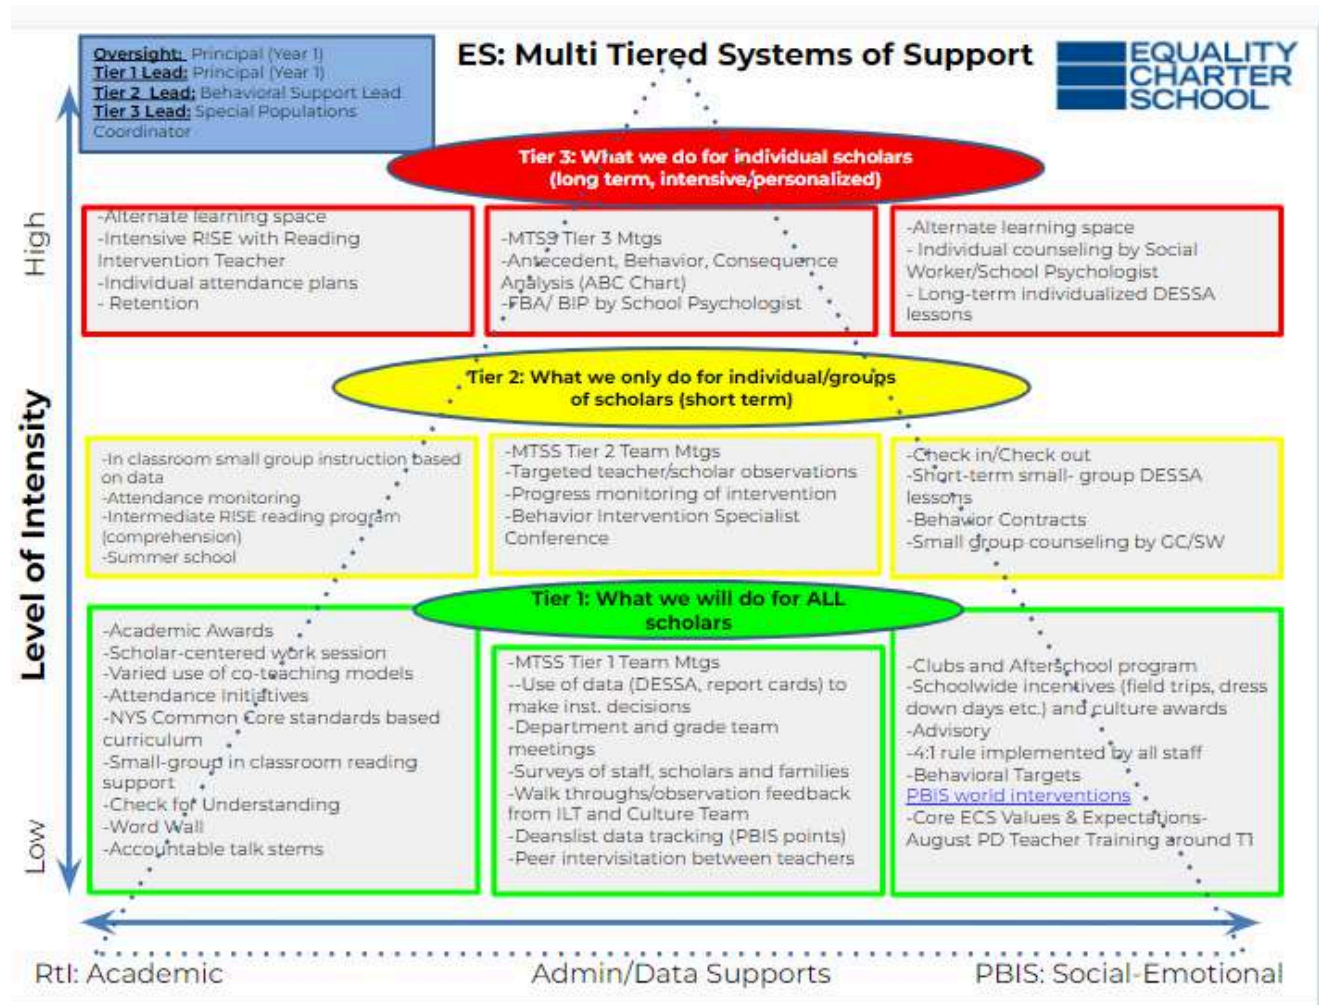 ES: Multi Tiered Systems of Support
EQUALITY
CHARTER
SCHOOL
Oversight: Principal (Year 1)
Tier 1 Lead: Principal (Year 1)
Tier 2 Lead: Behavioral Support Lead
Tier 3 Lead: Special Populations
Coordinator
Tier 3: What we do for individual scholars
(long term, intensive/personalized)
High
-Alternate learning space
-Intensive RISE with Reading
Intervention Teacher
-Individual attendance plans
- Retention
-MTSS Tier 3 Mtgs
-Antecedent, Behavior, Consequence
Analysis (ABC Chart)
-FBA/ BIP by School Psychologist
-Alternate learning space
- Individual counseling by Social
Worker/School Psychologist
- Long-term individualized DESSA
lessons
Level of Intensity
Tier 2: What we only do for individual/groups
of scholars (short term)
-In classroom small group instruction based
on data
-Attendance monitoring
-Intermediate RISE reading program
(comprehension)
-Summer school
-MTSS Tier 2 Team Mtgs
-Targeted teacher/scholar observations
-Progress monitoring of intervention
-Behavior Intervention Specialist
Conference
-Check in/Check out
-Short-term small- group DESSA
lessons
-Behavior Contracts
-Small group counseling by GC/SW
Tier 1: What we will do for ALL
scholars
-Academic Awards
-Scholar-centered work session
-Varied use of co-teaching models
-Attendance Initiatives
-NYS Common Core standards based
curriculum
-Small-group in classroom reading
support
-Check for Understanding
-Word Wall
-Accountable talk stems
-MTSS Tier 1 Team Mtgs
--Use of data (DESSA, report cards) to
make inst. decisions
-Department and grade team
meetings
-Surveys of staff, scholars and families
-Walk throughs/observation feedback
from ILT and Culture Team
-Deanslist data tracking (PBIS points)
-Peer intervisitation between teachers
-Clubs and Afterschool program
-Schoolwide incentives (field trips, dress
down days etc.) and culture awards
-Advisory
-4:1 rule implemented by all staff
-Behavioral Targets
PBIS world interventions
-Core ECS Values & Expectations-
August PD Teacher Training around T1
Low
RtI: Academic
Admin/Data Supports
PBIS: Social-Emotional